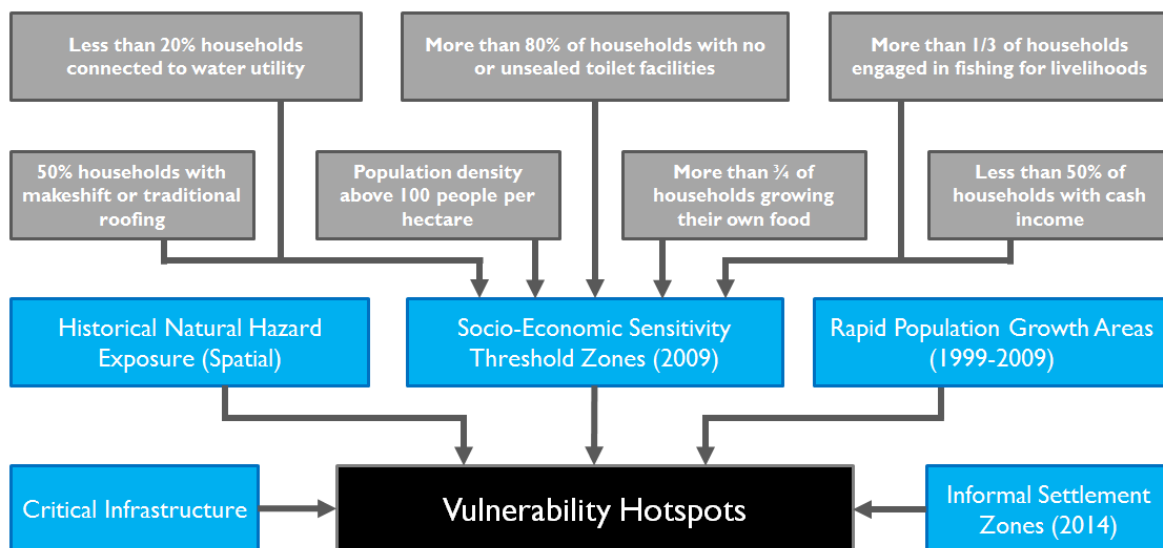 Less than 20% households
connected to water utility
More than 80% of households with no
or unsealed toilet facilities
More than 1/3 of households
engaged in fishing for livelihoods
50% households with
makeshift or traditional
roofing
Population density
above 100 people per
hectare
More than ¾ of
households growing
their own food
Less than 50% of
households with cash
income
Historical Natural Hazard
Exposure (Spatial)
Socio-Economic Sensitivity
Threshold Zones (2009)
Rapid Population Growth Areas
(1999-2009)
Critical Infrastructure
Vulnerability Hotspots
Informal Settlement
Zones (2014)